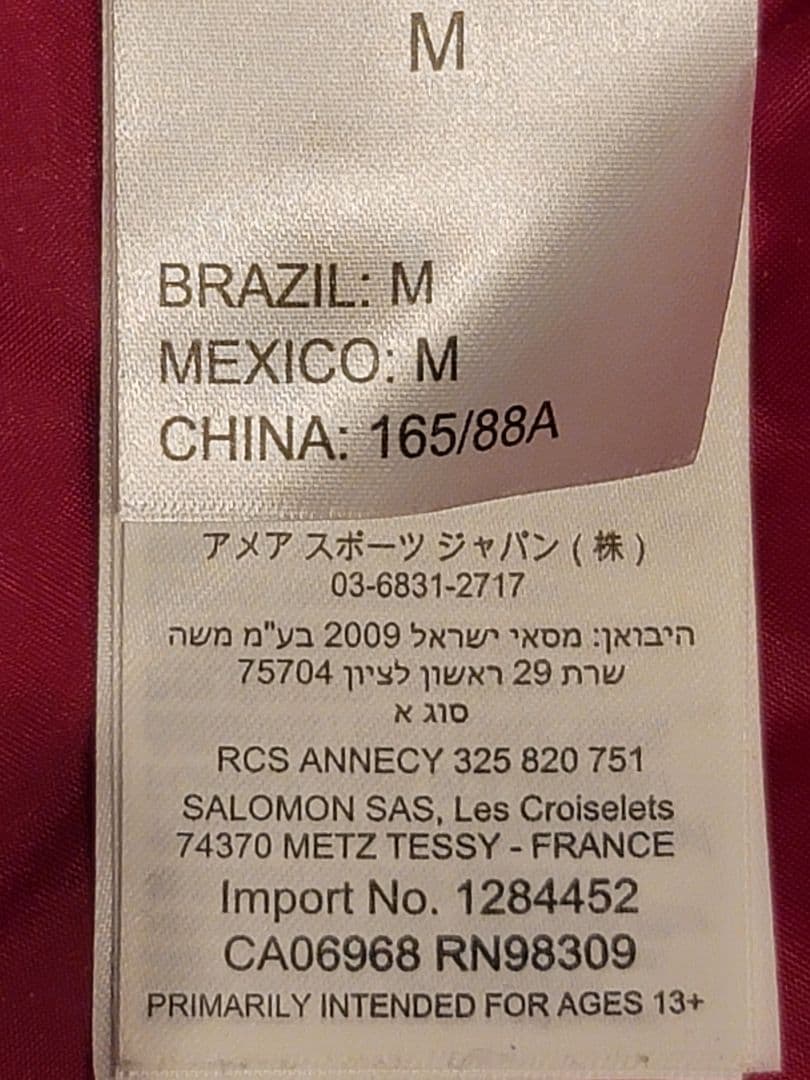 M
BRAZIL: M
MEXICO: M
CHINA: 165/88A
アメア スポーツ ジャパン ( 株 )
03-6831-2717
היבואן: מסאי ישראל 2009 בע"מ משה
שרת 29 ראשון לציון 75704
סוג א
RCS ANNECY 325 820 751
SALOMON SAS, Les Croiselets
74370 METZ TESSY - FRANCE
Import No. 1284452
CA06968 RN98309
PRIMARILY INTENDED FOR AGES 13+